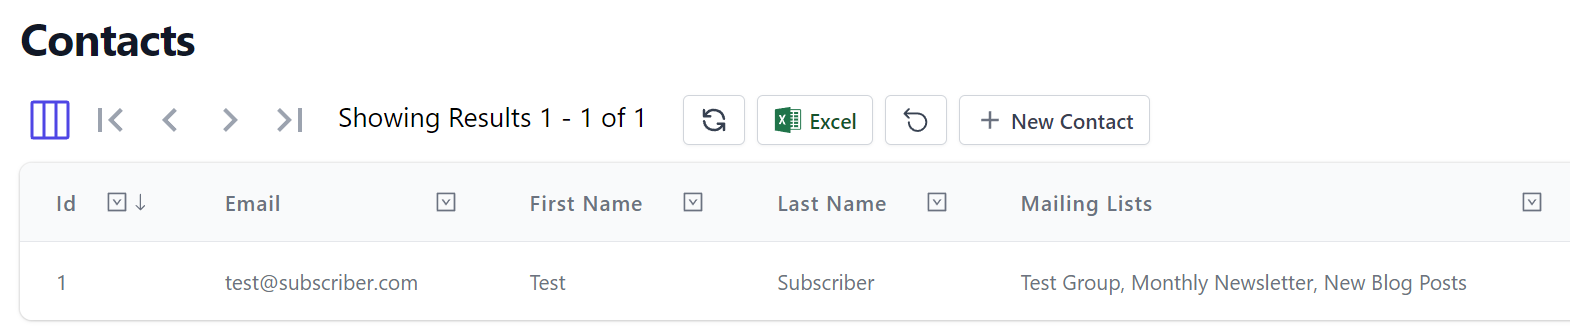 Contacts
Showing Results 1 - 1 of 1 Excel New Contact
Id Email First Name Last Name Mailing Lists
1 test@subscriber.com Test Subscriber Test Group, Monthly Newsletter, New Blog Posts